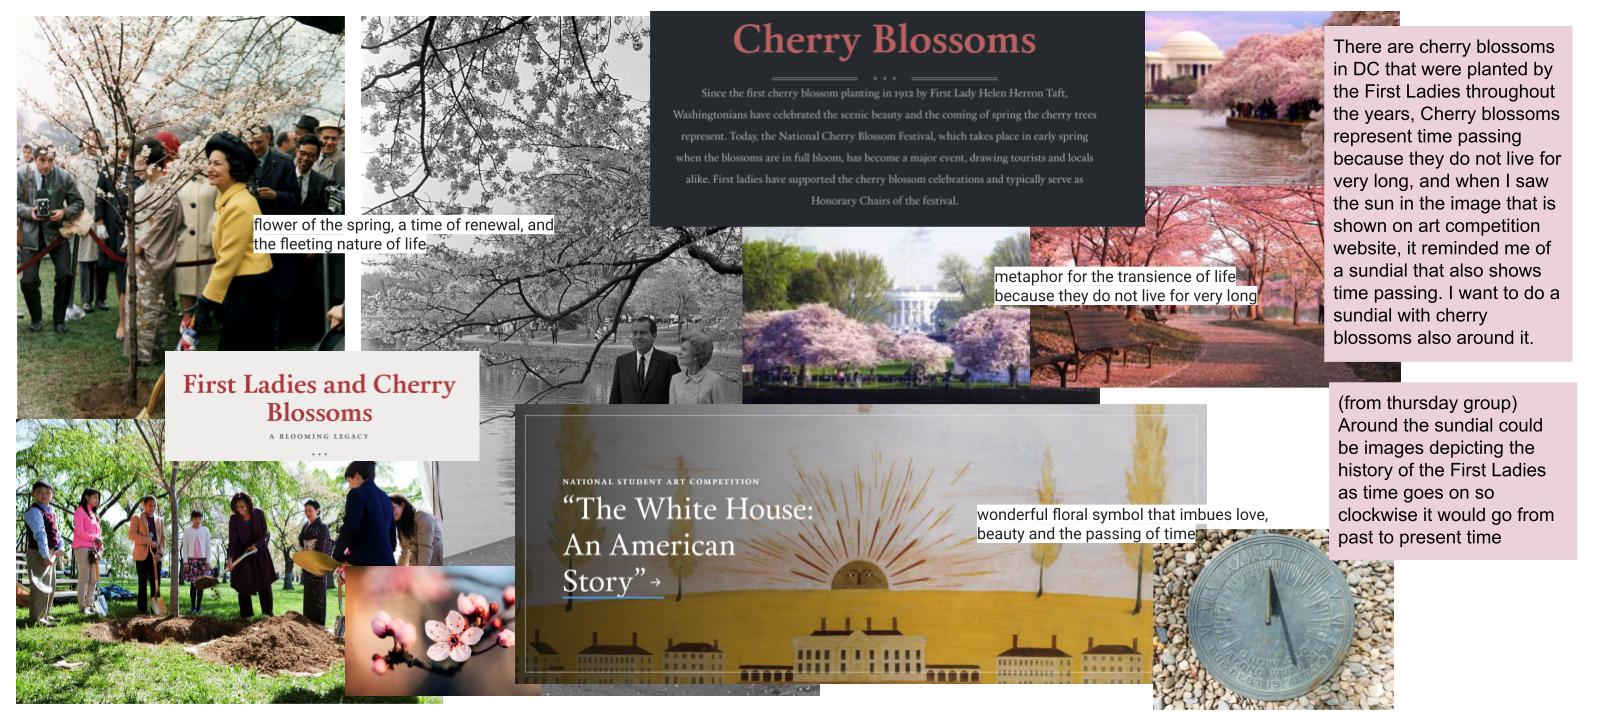 Cherry Blossoms
Since the first cherry blossom planting in 1912 by First Lady Helen Herron Taft,
Washingtonians have celebrated the scenic beauty and the coming of spring the cherry trees
represent. Today, the National Cherry Blossom Festival, which takes place in early spring
when the blossoms are in full bloom, has become a major event, drawing tourists and locals
alike. First ladies have supported the cherry blossom celebrations and typically serve as
Honorary Chairs of the festival.
There are cherry blossoms
in DC that were planted by
the First Ladies throughout
the years, Cherry blossoms
represent time passing
because they do not live for
very long, and when I saw
the sun in the image that is
shown on art competition
website, it reminded me of
a sundial that also shows
time passing. I want to do a
sundial with cherry
blossoms also around it.
flower of the spring, a time of renewal, and
the fleeting nature of life
metaphor for the transience of life
because they do not live for very long
First Ladies and Cherry
Blossoms
A BLOOMING LEGACY
(from thursday group)
Around the sundial could
be images depicting the
history of the First Ladies
as time goes on so
clockwise it would go from
past to present time
NATIONAL STUDENT ART COMPETITION
“The White House:
An American
Story”→
wonderful floral symbol that imbues love,
beauty and the passing of time